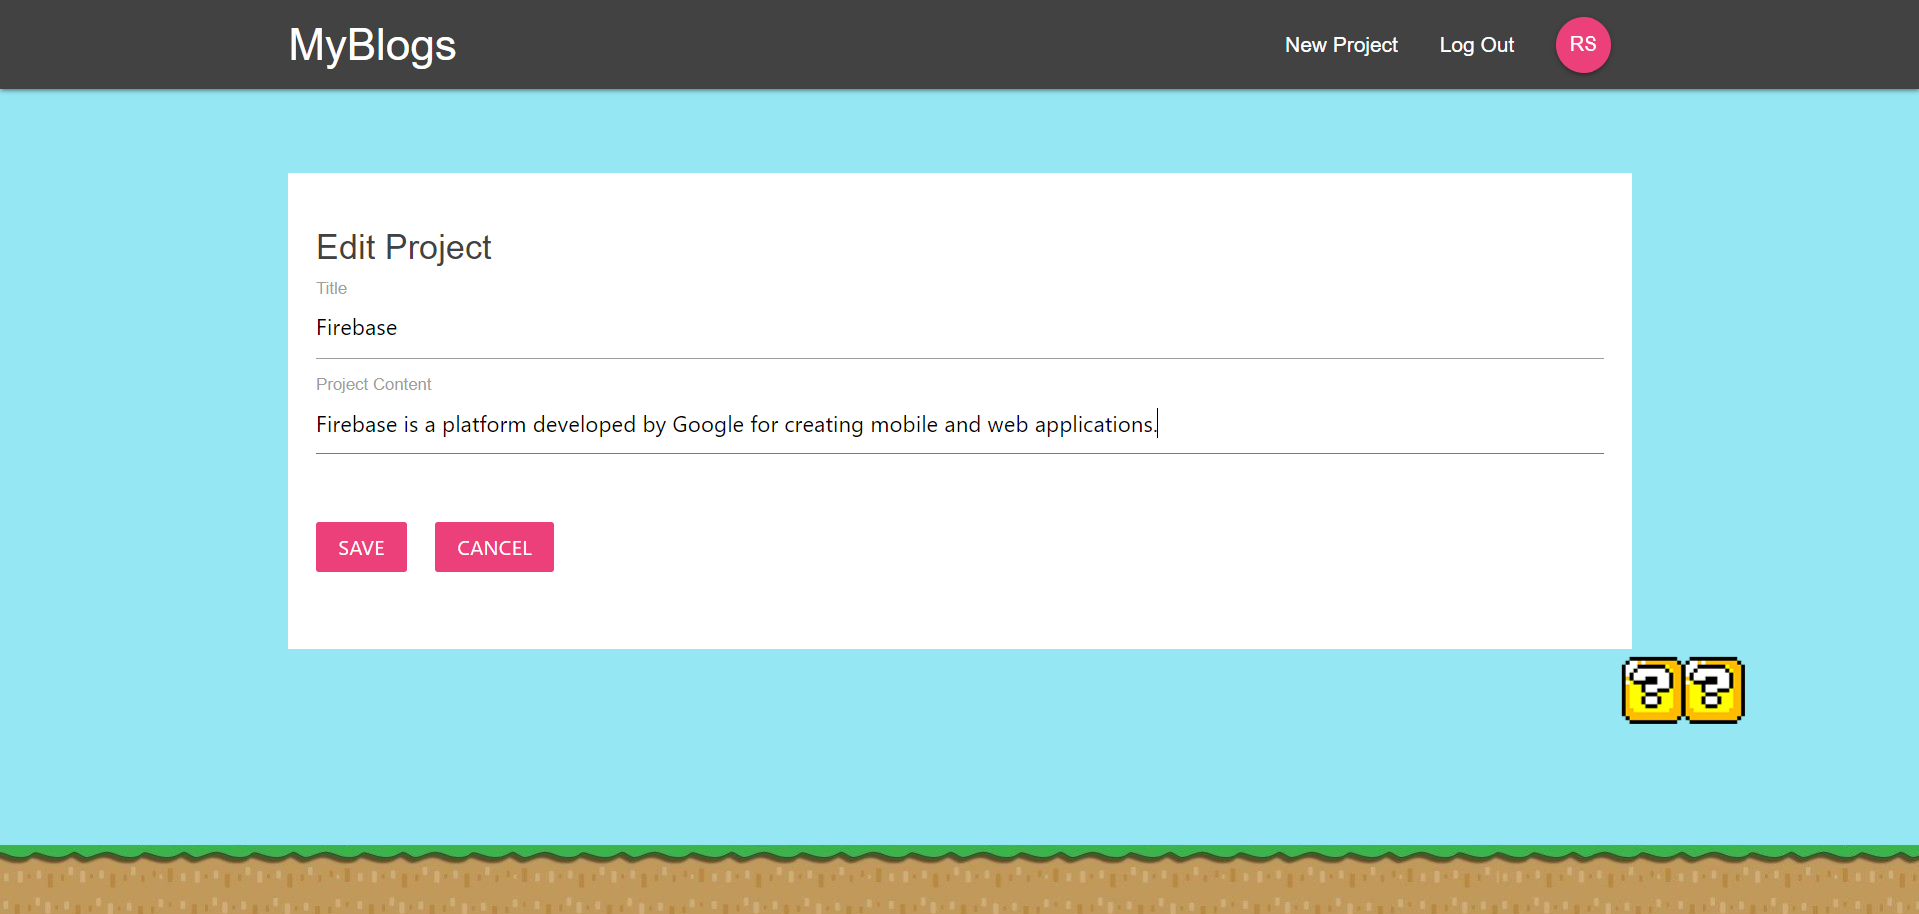 MyBlogs
New Project
Log Out
RS
Edit Project
Title
Firebase
Project Content
Firebase is a platform developed by Google for creating mobile and web applications.
SAVE
CANCEL
? ?